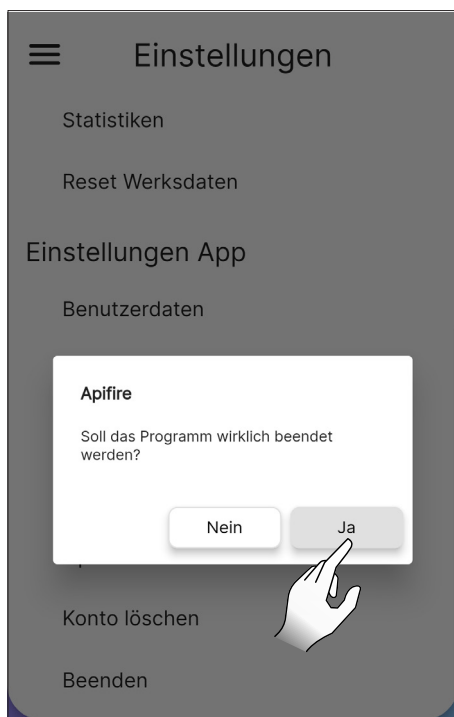 Einstellungen
Statistiken
Reset Werksdaten
Einstellungen App
Benutzerdaten
Apifire
Soll das Programm wirklich beendet
werden?
Nein
Ja
Konto löschen
Beenden